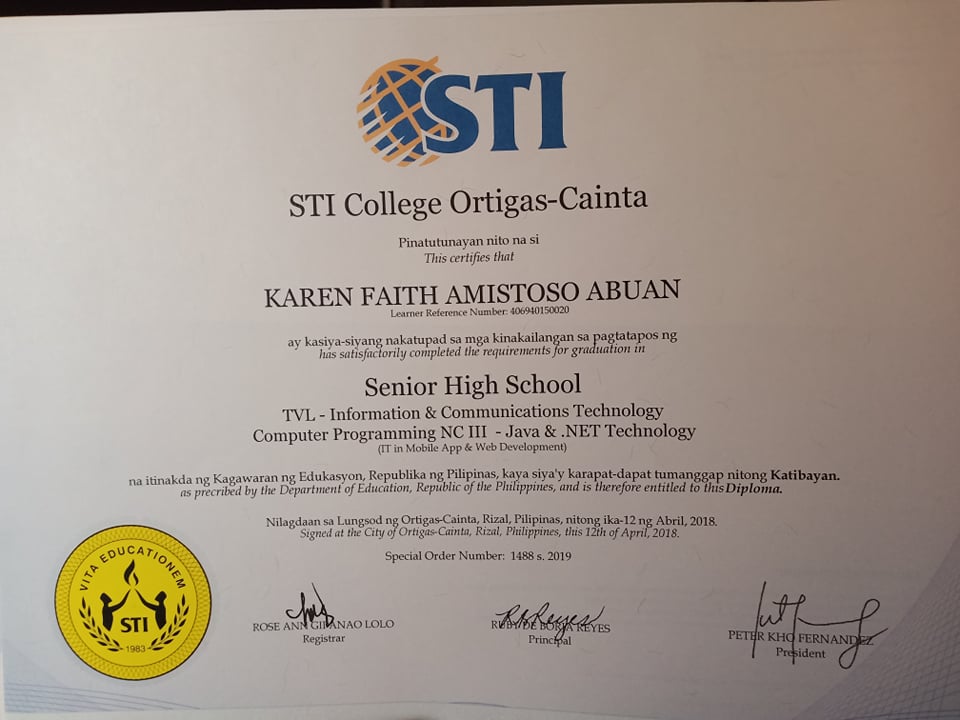 STI
STI College Ortigas-Cainta
Pinatutunayan nito na si
This certifies that
KAREN FAITH AMISTOSO ABUAN
Learner Reference Number: 406940150020
ay kasiya-siyang nakatupad sa mga kinakailangan sa pagtatapos ng
has satisfactorily completed the requirements for graduation in
Senior High School
TVL - Information & Communications Technology
Computer Programming NC III - Java & .NET Technology
(IT in Mobile App & Web Development)
na itinakda ng Kagawaran ng Edukasyon, Republika ng Pilipinas, kaya siya'y karapat-dapat tumanggap nitong Katibayan.
as precribed by the Department of Education, Republic of the Philippines, and is therefore entitled to this Diploma.
Nilagdaan sa Lungsod ng Ortigas-Cainta, Rizal, Pilipinas, nitong ika-12 ng Abril, 2018.
Signed at the City of Ortigas-Cainta, Rizal, Philippines, this 12th of April, 2018.
Special Order Number: 1488 s. 2019
VITA EDUCATIONEM
STI
1983
ROSE ANN LOLO
Registrar
RUBY DE BORJA REYES
Principal
PETER KHO FERNANDEZ
President